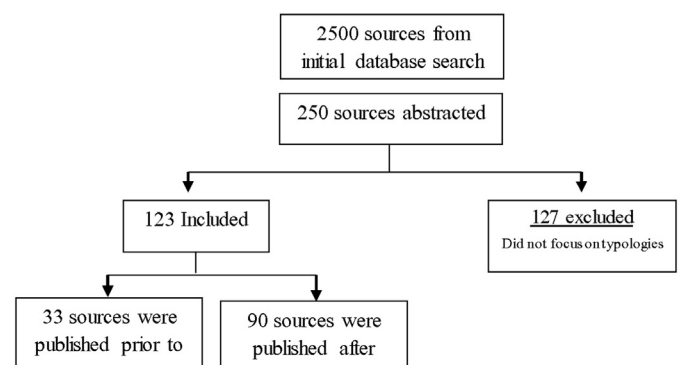 2500 sources from
initial database search
250 sources abstracted
123 Included
127 excluded
Did not focus on typologies
33 sources were
published prior to
90 sources were
published after